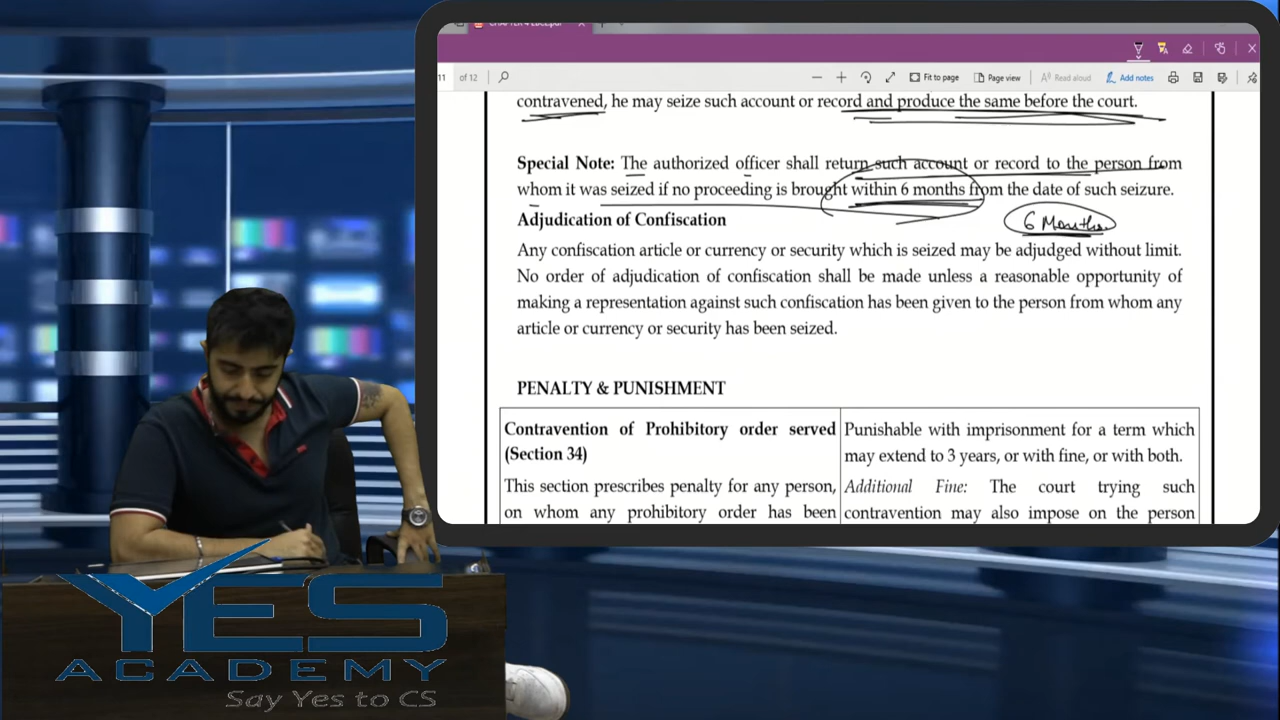 CHAPTER 4
11 of 12
Fit to page
Page view
Read aloud
Add notes
contravened, he may seize such account or record and produce the same before the court.
Special Note: The authorized officer shall return such account or record to the person from
whom it was seized if no proceeding is brought within 6 months from the date of such seizure.
Adjudication of Confiscation
6 Months
Any confiscation article or currency or security which is seized may be adjudged without limit.
No order of adjudication of confiscation shall be made unless a reasonable opportunity of
making a representation against such confiscation has been given to the person from whom any
article or currency or security has been seized.
PENALTY & PUNISHMENT
Contravention of Prohibitory order served
(Section 34)
This section prescribes penalty for any person,
on whom any prohibitory order has been
Punishable with imprisonment for a term which
may extend to 3 years, or with fine, or with both.
Additional Fine: The court trying such
contravention may also impose on the person
YES
ACADEMY
Say Yes to CS